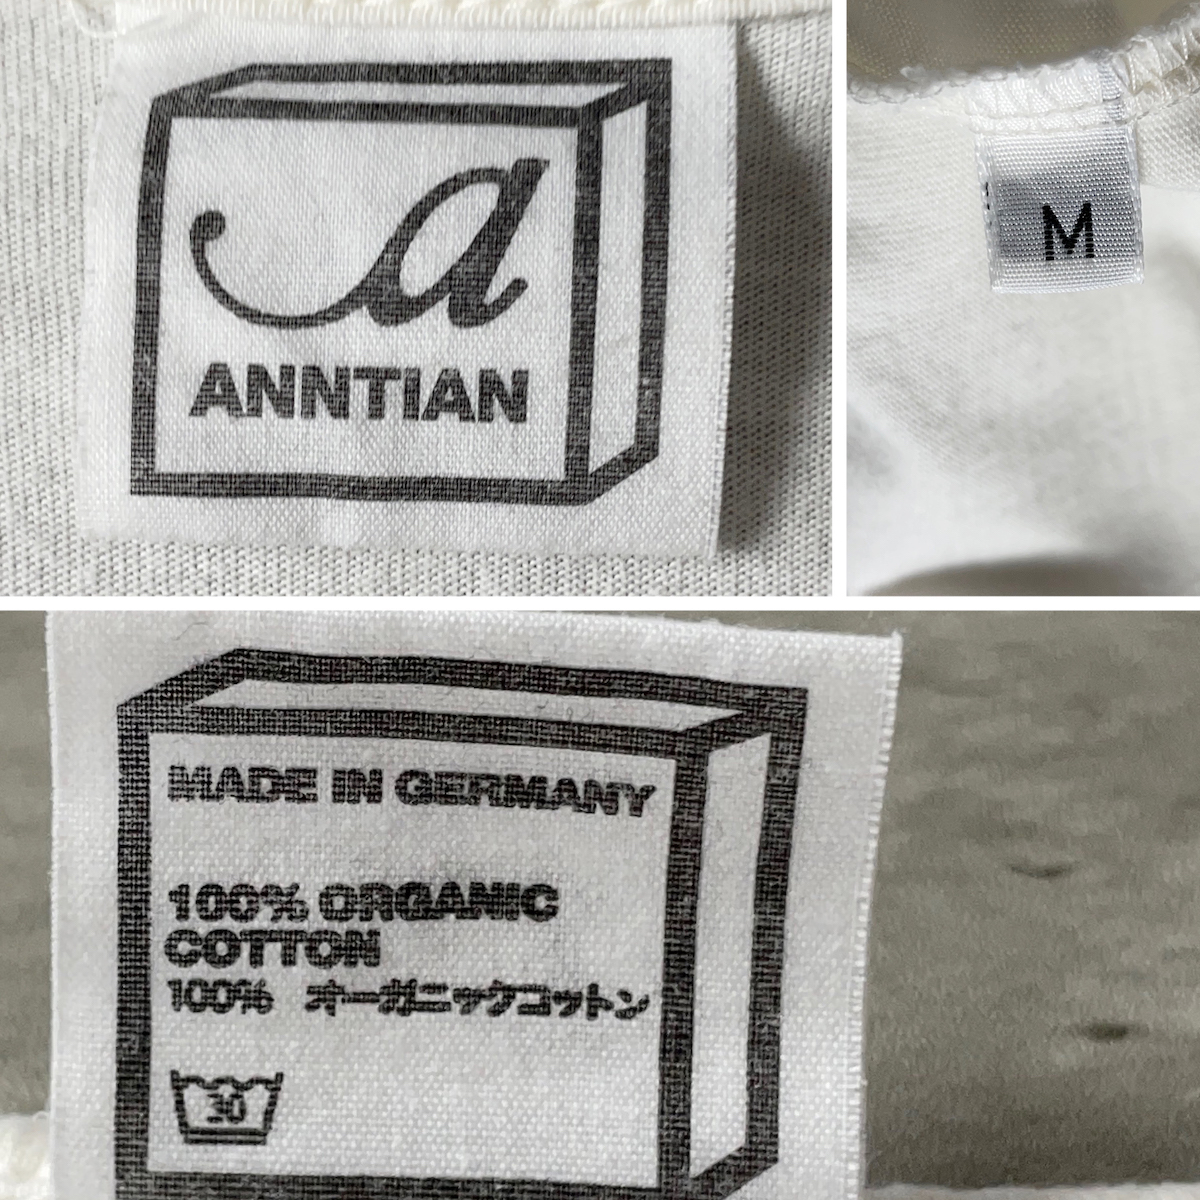 a
ANNTIAN
M
MADE IN GERMANY
100% ORGANIC
COTTON
100% オーガニックコットン
30